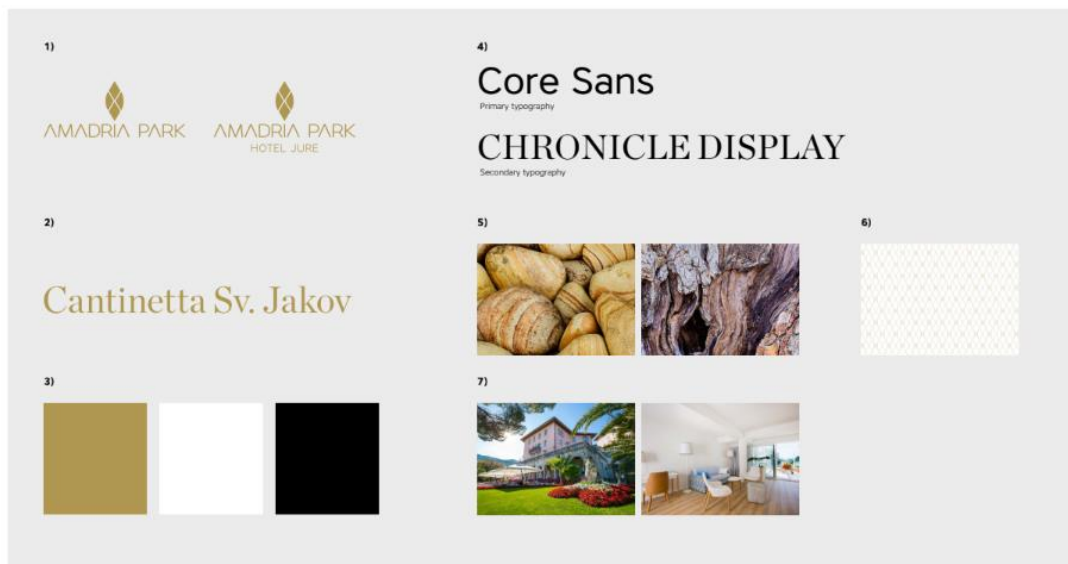 1)
AMADRIA PARK
AMADRIA PARK
HOTEL JURE
2)
Cantinetta Sv. Jakov
3)
4)
Core Sans
Primary typography
CHRONICLE DISPLAY
Secondary typography
5)
6)
7)